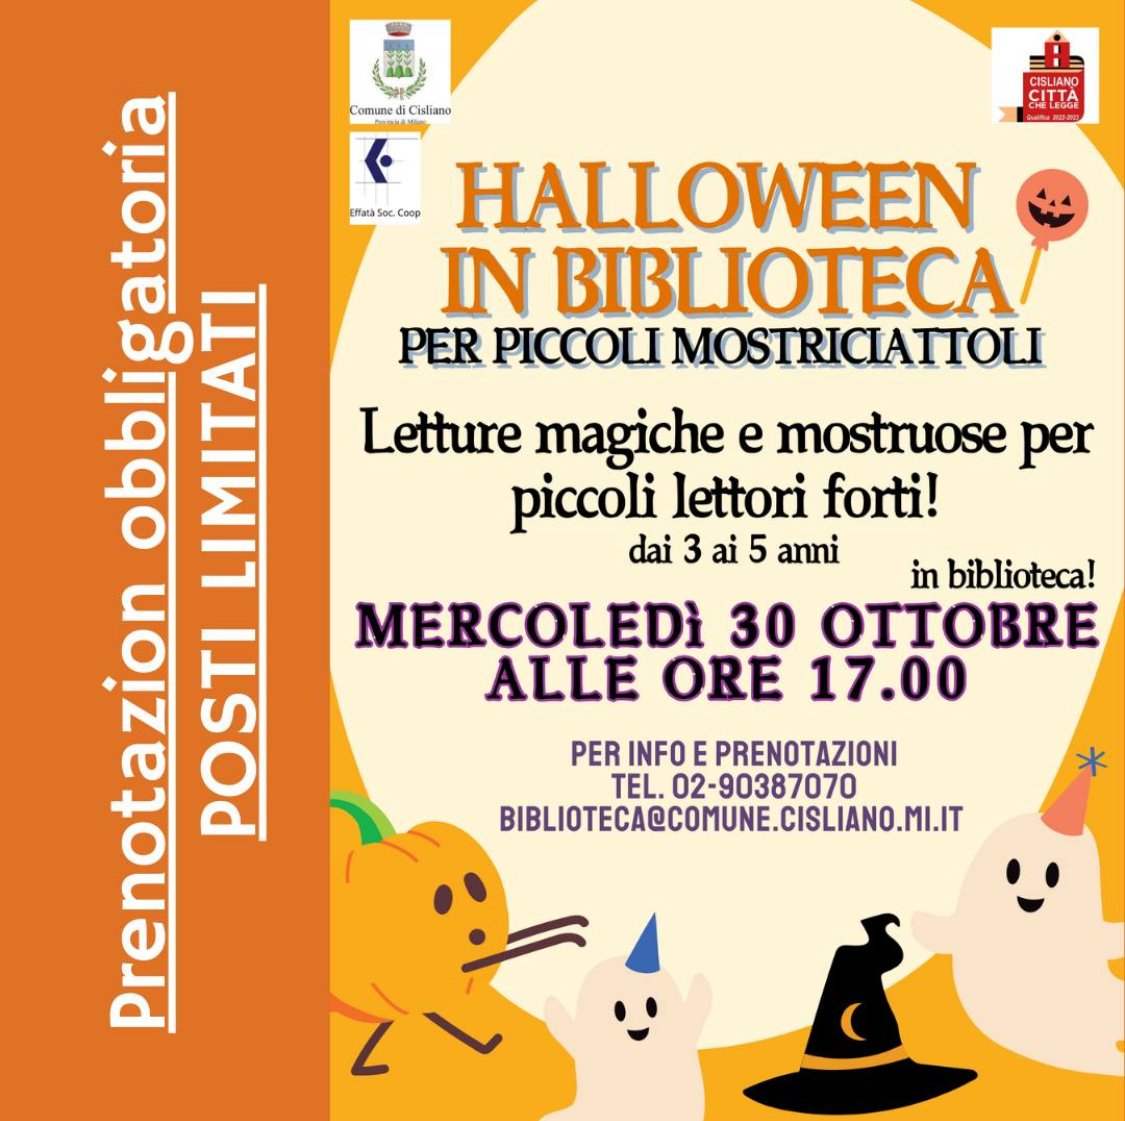 Prenotazion obbligatoria
POSTI LIMITATI
Comune di Cisliano
Provincia di Milano
Effatà Soc. Coop
CISLIANO
CITTÀ
CHE LEGGE
Qualifica 2022-2023
HALLOWEEN
IN BIBLIOTECA
PER PICCOLI MOSTRICIATTOLI
Letture magiche e mostruose per
piccoli lettori forti!
dai 3 ai 5 anni
in biblioteca!
MERCOLEDì 30 OTTOBRE
ALLE ORE 17.00
PER INFO E PRENOTAZIONI
TEL. 02-90387070
BIBLIOTECA@COMUNE.CISLIANO.MI.IT